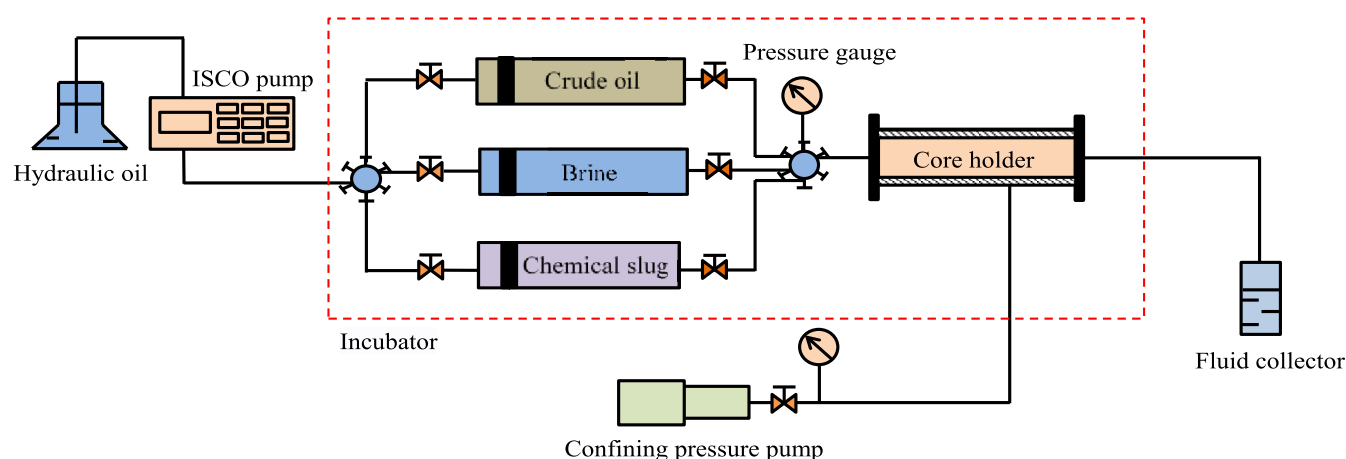 Pressure gauge
ISCO pump
Crude oil
Hydraulic oil
Brine
Core holder
Chemical slug
Incubator
Fluid collector
Confining pressure pump